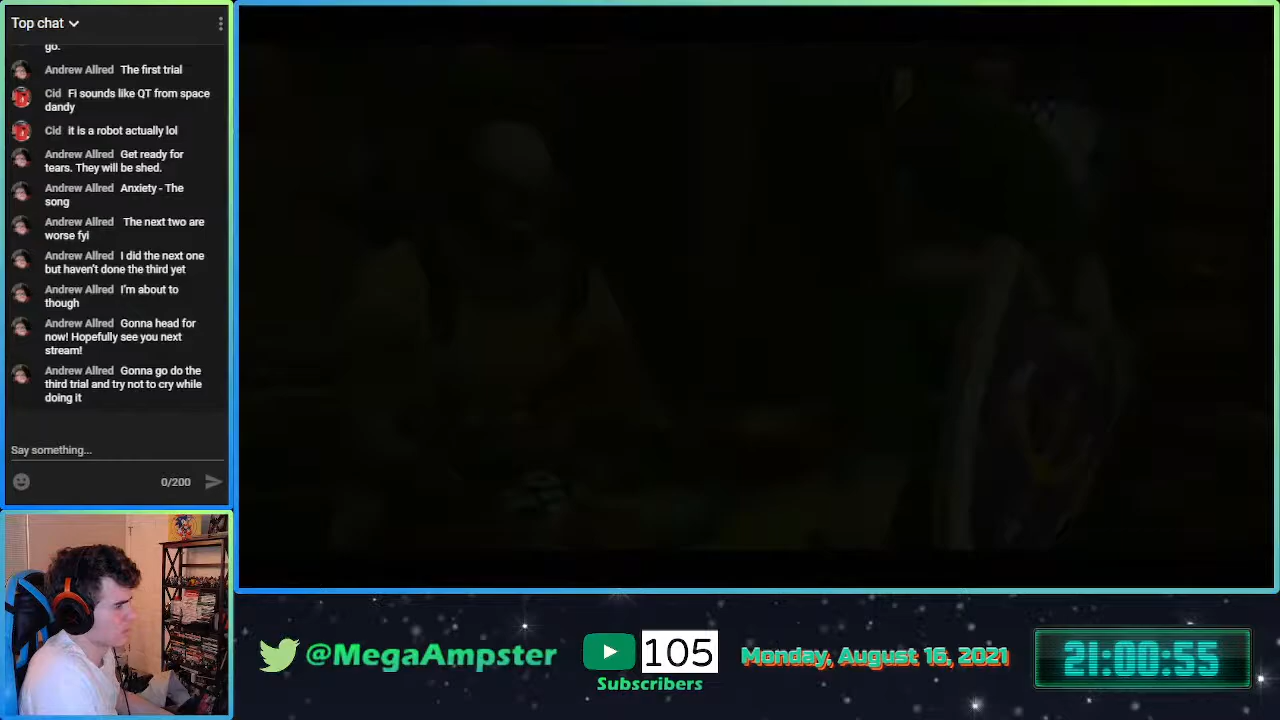 Top chat
go.
Andrew Allred The first trial
Cid Fi sounds like QT from space
dandy
Cid it is a robot actually lol
Andrew Allred Get ready for
tears. They will be shed.
Andrew Allred Anxiety - The
song
Andrew Allred The next two are
worse fyi
Andrew Allred I did the next one
but haven't done the third yet
Andrew Allred I'm about to
though
Andrew Allred Gonna head for
now! Hopefully see you next
stream!
Andrew Allred Gonna go do the
third trial and try not to cry while
doing it
Say something...
0/200
@MegaAmpster
105
Subscribers
Monday, August 16, 2021
21:00:55